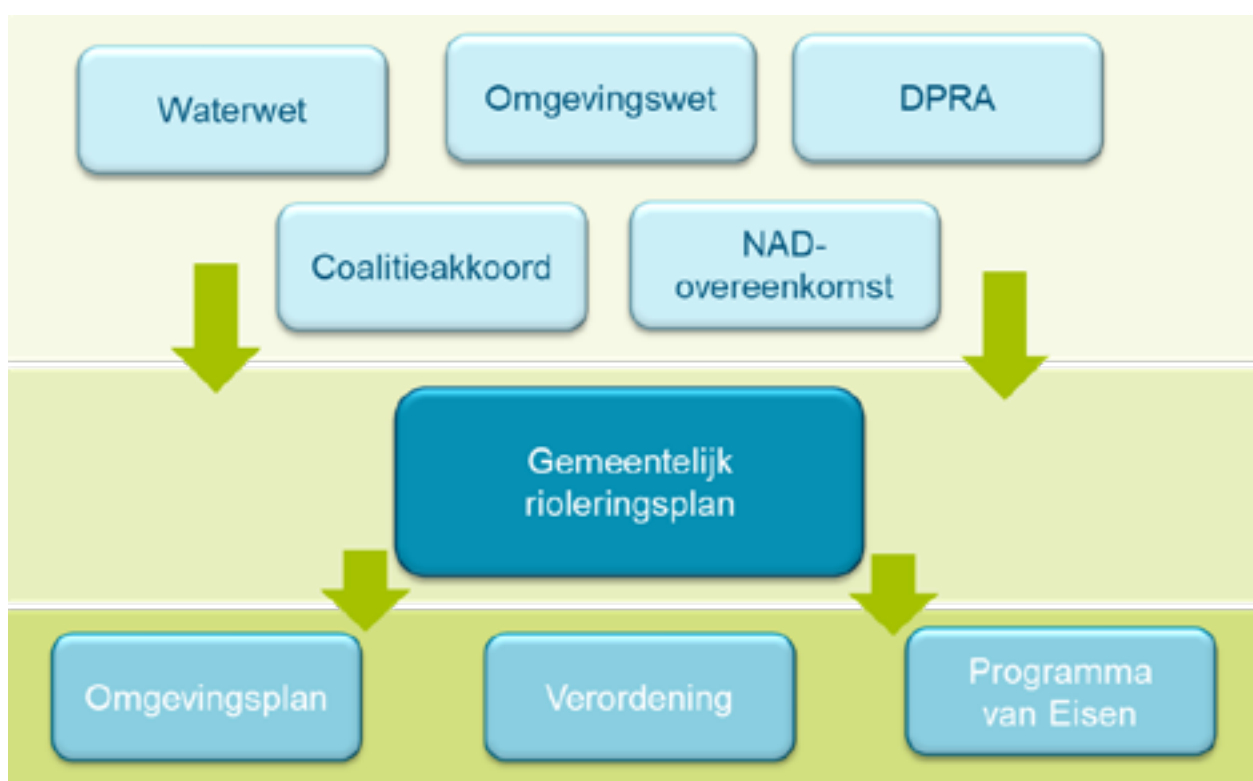 Waterwet
Omgevingswet
DPRA
Coalitieakkoord
NAD-
overeenkomst
Gemeentelijk
rioleringsplan
Omgevingsplan
Verordening
Programma
van Eisen